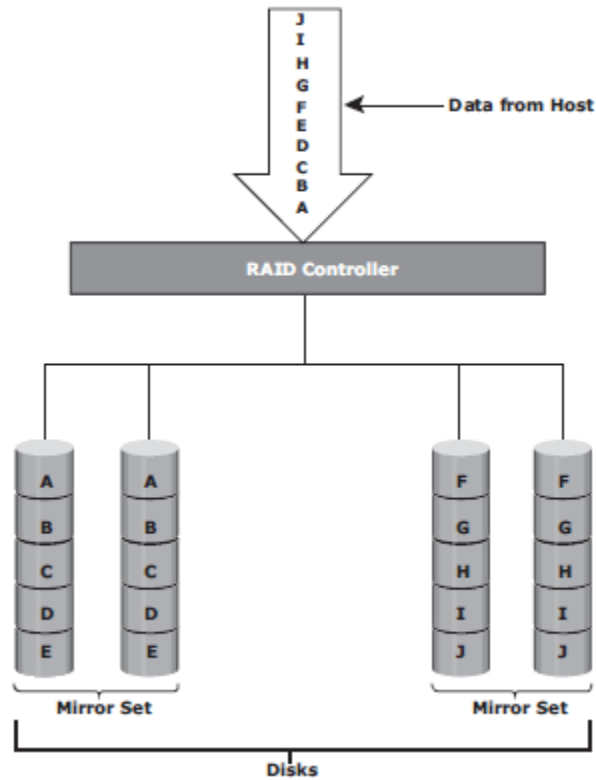 J
I
H
G
F
E
D
C
B
A
Data from Host
RAID Controller
A A F F
B B G G
C C H H
D D I I
E E J J
Mirror Set Mirror Set
Disks